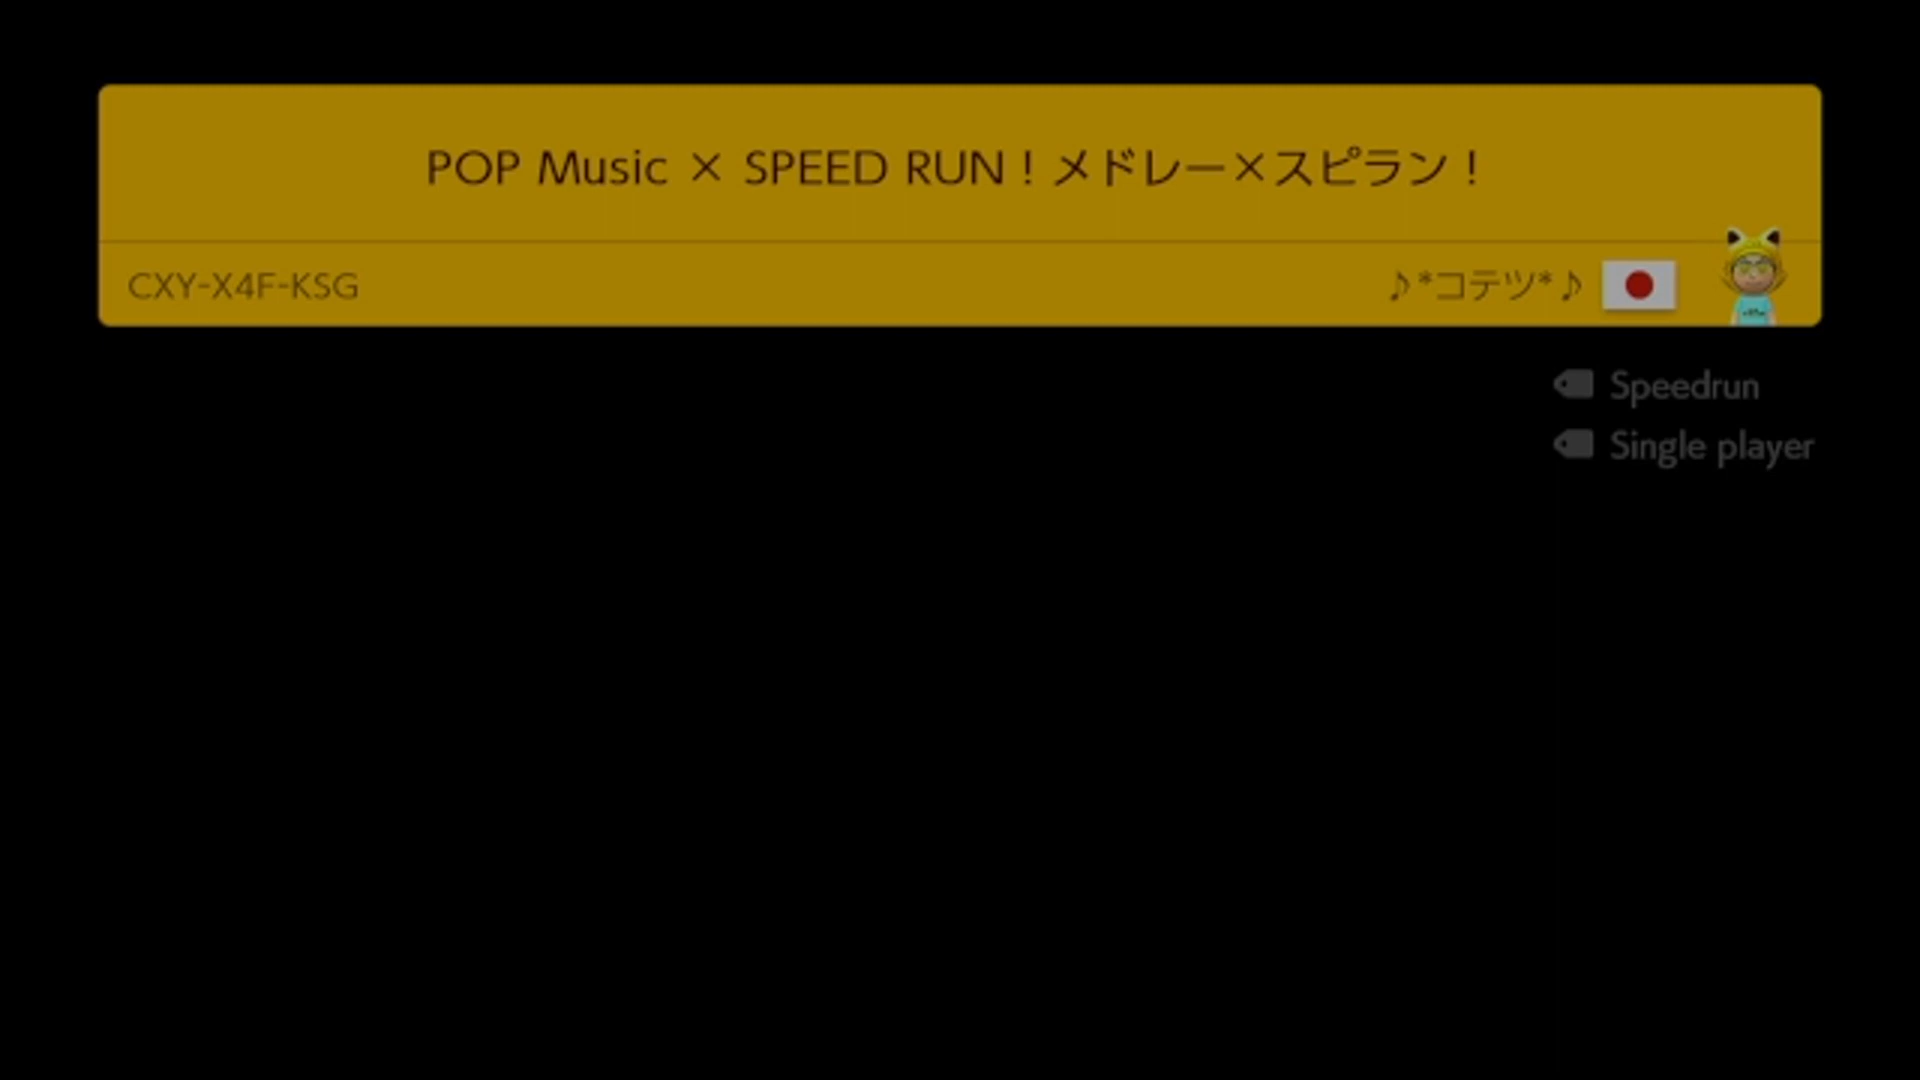 POP Music × SPEED RUN！メドレー×スピラン！
CXY-X4F-KSG
♪*コテツ*♪
Speedrun
Single player